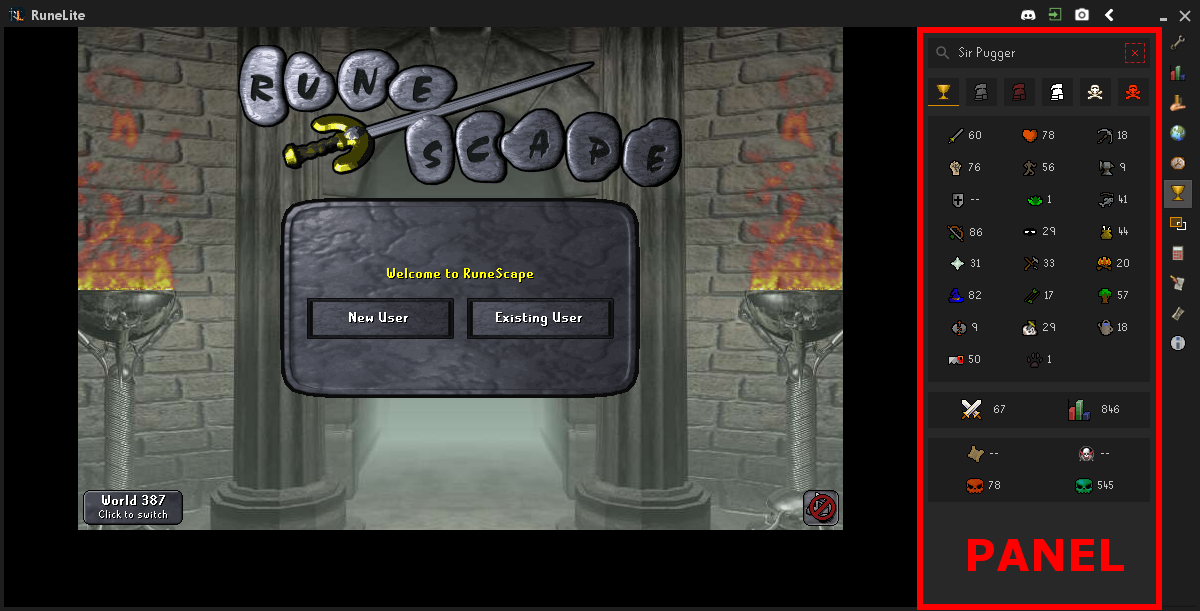 RuneLite
RUNE
SCAPE
Welcome to RuneScape
New User
Existing User
World 387
Click to switch
Sir Pugger
60 78 18
76 56 9
-- 1 41
86 29 44
31 33 20
82 17 57
9 29 18
50 1
67 846
-- --
78 545
PANEL